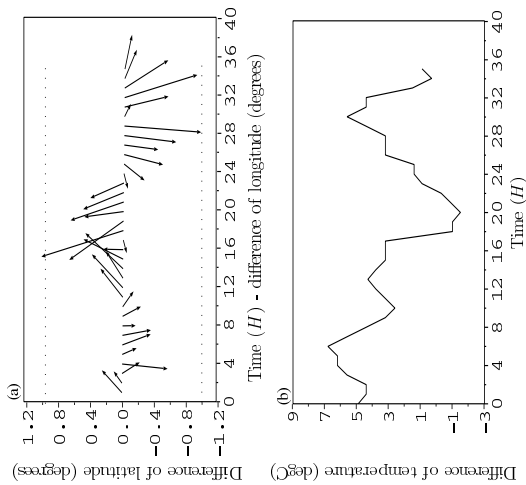 (a)
1.2
0.8
0.4
0.0
-0.4
-0.8
-1.2
0 4 8 12 16 20 24 28 32 36 40
Difference of latitude (degrees)
Time (H) - difference of longitude (degrees)
(b)
9
7
5
3
1
-1
-3
0 4 8 12 16 20 24 28 32 36 40
Difference of temperature (degC)
Time (H)